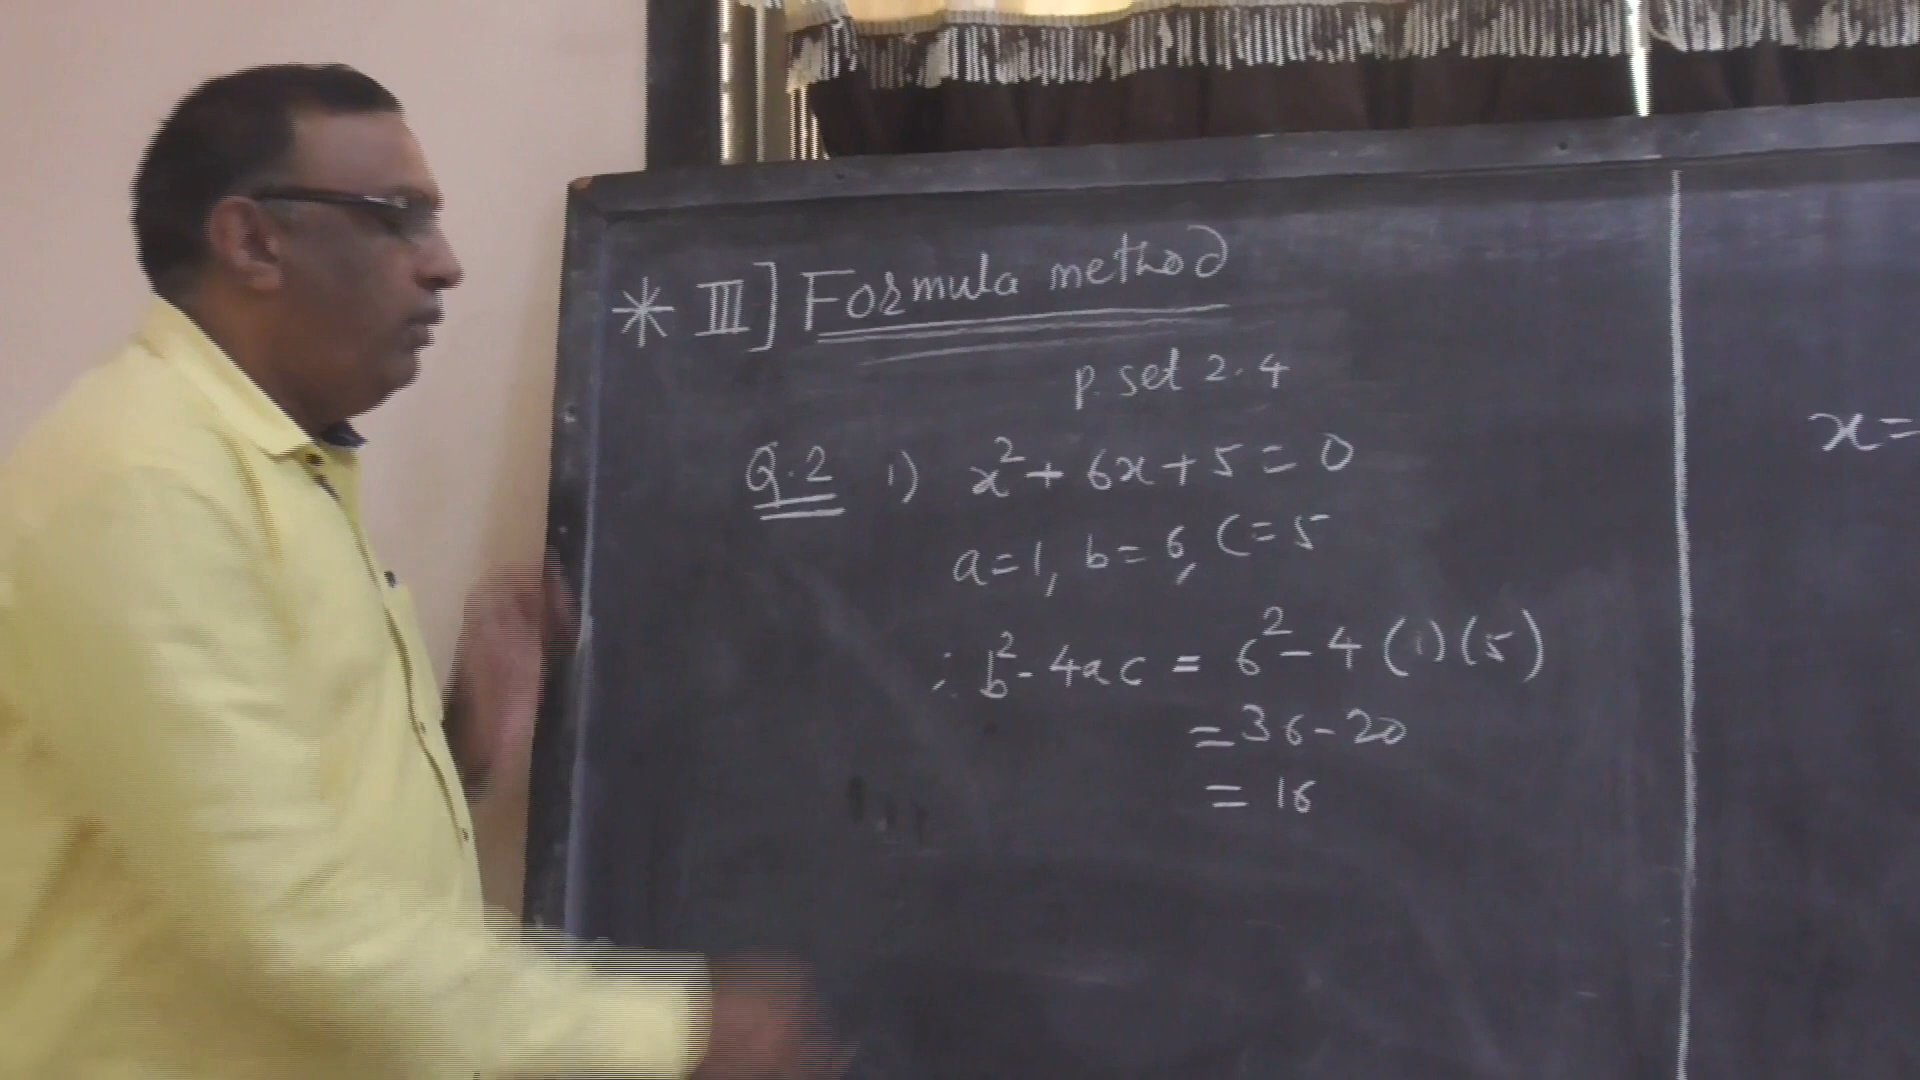 * III] Formula method
P. Set 2.4
Q.2 1) x² + 6x + 5 = 0
a=1, b=6, c=5
∴ b² - 4ac = 6² - 4 (1) (5)
= 36 - 20
= 16
x=